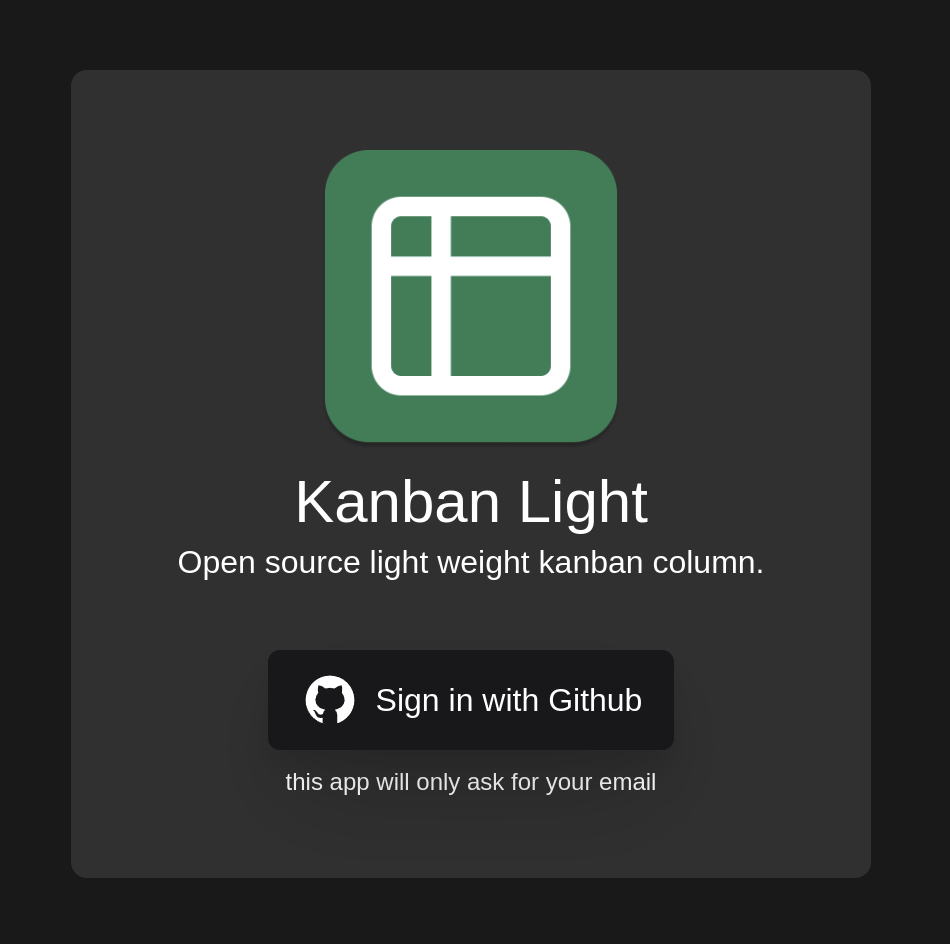 Kanban Light
Open source light weight kanban column.
Sign in with Github
this app will only ask for your email